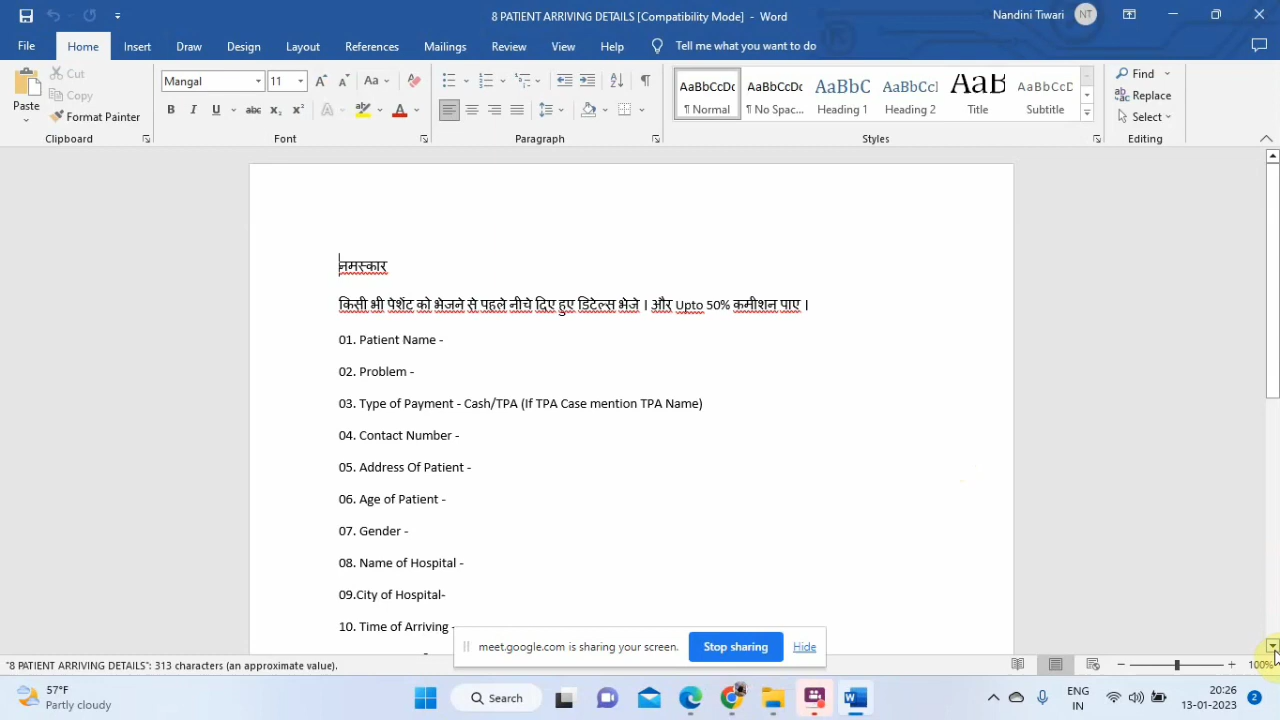 8 PATIENT ARRIVING DETAILS [Compatibility Mode] - Word
Nandini Tiwari NT
File Home Insert Draw Design Layout References Mailings Review View Help Tell me what you want to do
Paste
Cut
Copy
Format Painter
Clipboard
Mangal 11
Font
Paragraph
AaBbCcDc AaBbCcDc AaBbC AaBbCcI AaB AaBbCcD
¶ Normal ¶ No Spac... Heading 1 Heading 2 Title Subtitle
Styles
Find
Replace
Select
Editing
नमस्कार
किसी भी पेशेंट को भेजने से पहले नीचे दिए हुए डिटेल्स भेजे । और Upto 50% कमीशन पाए ।
01. Patient Name -
02. Problem -
03. Type of Payment - Cash/TPA (If TPA Case mention TPA Name)
04. Contact Number -
05. Address Of Patient -
06. Age of Patient -
07. Gender -
08. Name of Hospital -
09.City of Hospital-
10. Time of Arriving -
meet.google.com is sharing your screen. Stop sharing Hide
"8 PATIENT ARRIVING DETAILS": 313 characters (an approximate value).
100%
57°F
Partly cloudy
Search
ENG
IN
20:26
13-01-2023
2